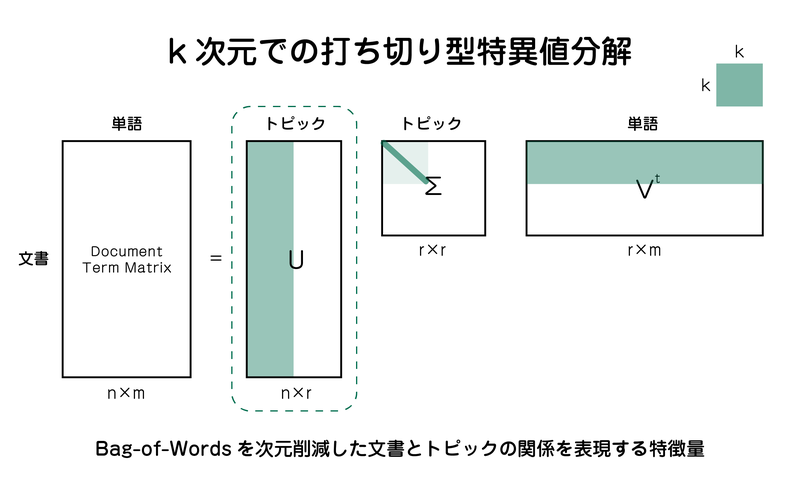 k 次元での打ち切り型特異値分解
k
k
単語
トピック
トピック
単語
文書
Document
Term Matrix
=
U
Σ
Vᵗ
n×m
n×r
r×r
r×m
Bag-of-Words を次元削減した文書とトピックの関係を表現する特徴量